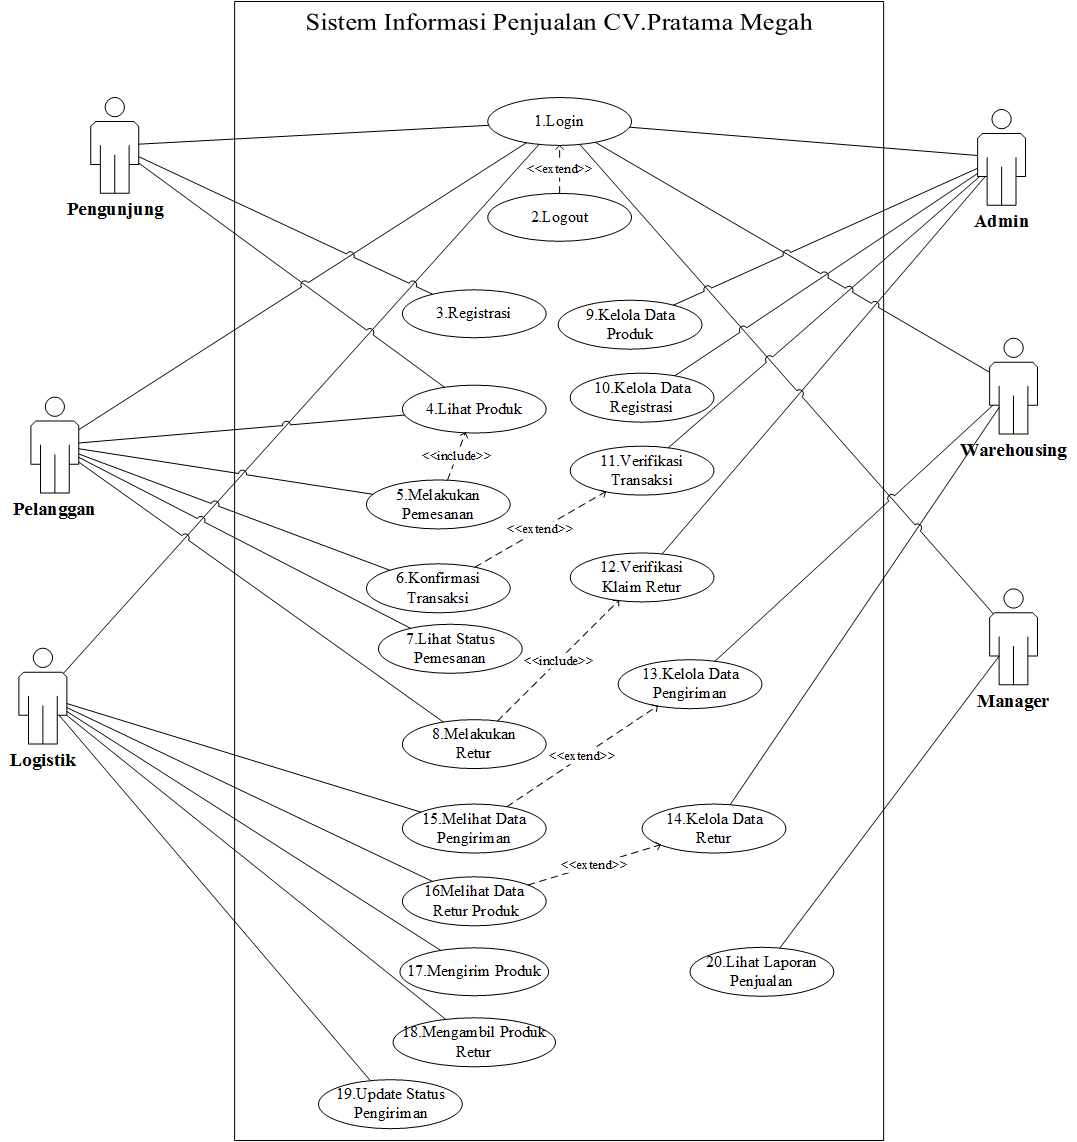 Sistem Informasi Penjualan CV.Pratama Megah
1.Login
<<extend>>
2.Logout
Pengunjung
Admin
3.Registrasi
9.Kelola Data
Produk
4.Lihat Produk
10.Kelola Data
Registrasi
<<include>>
Pelanggan
Warehousing
5.Melakukan
Pemesanan
11.Verifikasi
Transaksi
<<extend>>
6.Konfirmasi
Transaksi
12.Verifikasi
Klaim Retur
7.Lihat Status
Pemesanan
<<include>>
13.Kelola Data
Pengiriman
Manager
8.Melakukan
Retur
Logistik
<<extend>>
15.Melihat Data
Pengiriman
14.Kelola Data
Retur
<<extend>>
16Melihat Data
Retur Produk
17.Mengirim Produk
20.Lihat Laporan
Penjualan
18.Mengambil Produk
Retur
19.Update Status
Pengiriman